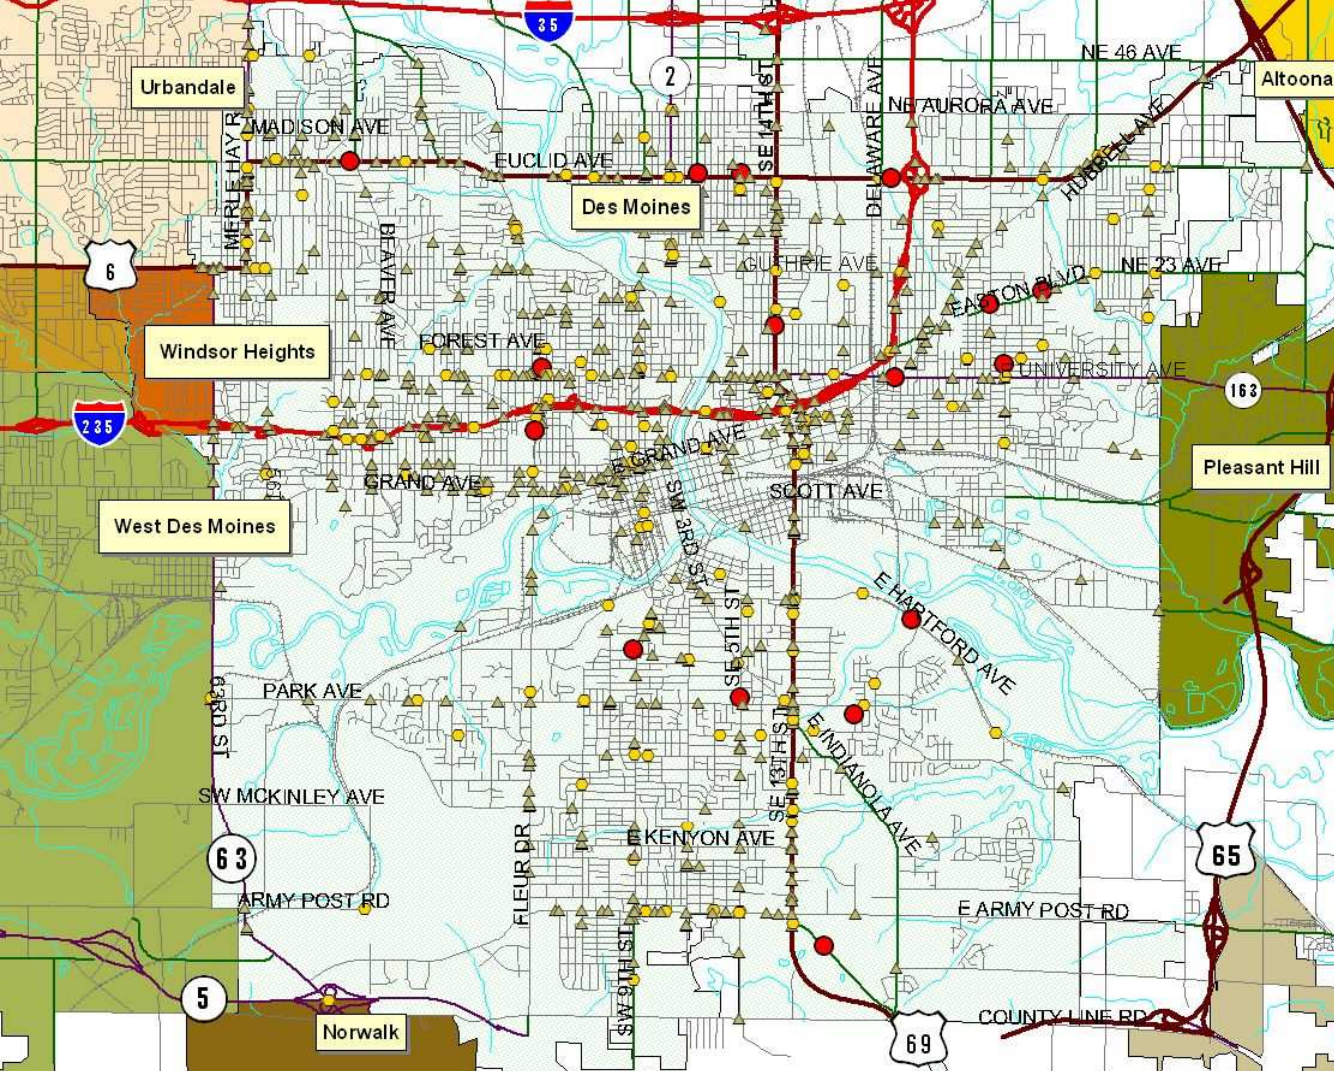 35
NE 46 AVE
2
Altoona
Urbandale
SE 14TH ST
DELAWARE AVE
NE AURORA AVE
MADISON AVE
MERLE HAY R
EUCLID AVE
HUBBELL AVE
Des Moines
6
BEAVER AVE
GUTHRIE AVE
NE 23 AVE
EASTON BLVD
Windsor Heights
FOREST AVE
UNIVERSITY AVE
163
235
E GRAND AVE
Pleasant Hill
GRAND AVE
SCOTT AVE
West Des Moines
SW 3RD ST
E HARTFORD AVE
SE 5TH ST
PARK AVE
63RD ST
SE 13TH ST
E INDIANOLA AVE
SW MCKINLEY AVE
E KENYON AVE
FLEUR DR
63
65
ARMY POST RD
E ARMY POST RD
SW 9TH ST
5
Norwalk
COUNTY LINE RD
69